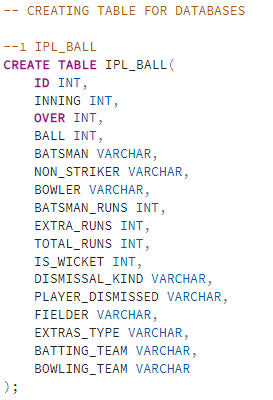 -- CREATING TABLE FOR DATABASES
--1 IPL_BALL
CREATE TABLE IPL_BALL(
ID INT,
INNING INT,
OVER INT,
BALL INT,
BATSMAN VARCHAR,
NON_STRIKER VARCHAR,
BOWLER VARCHAR,
BATSMAN_RUNS INT,
EXTRA_RUNS INT,
TOTAL_RUNS INT,
IS_WICKET INT,
DISMISSAL_KIND VARCHAR,
PLAYER_DISMISSED VARCHAR,
FIELDER VARCHAR,
EXTRAS_TYPE VARCHAR,
BATTING_TEAM VARCHAR,
BOWLING_TEAM VARCHAR
);